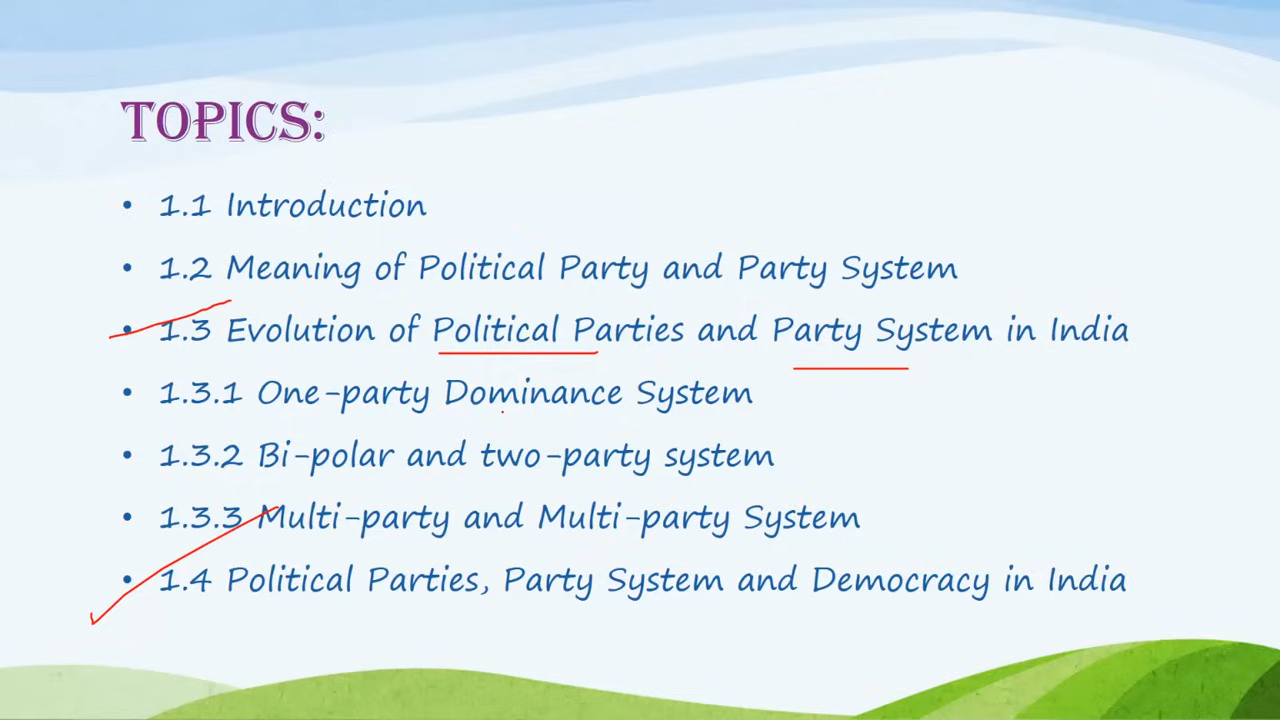 TOPICS:
• 1.1 Introduction
• 1.2 Meaning of Political Party and Party System
• 1.3 Evolution of Political Parties and Party System in India
• 1.3.1 One-party Dominance System
• 1.3.2 Bi-polar and two-party system
• 1.3.3 Multi-party and Multi-party System
• 1.4 Political Parties, Party System and Democracy in India